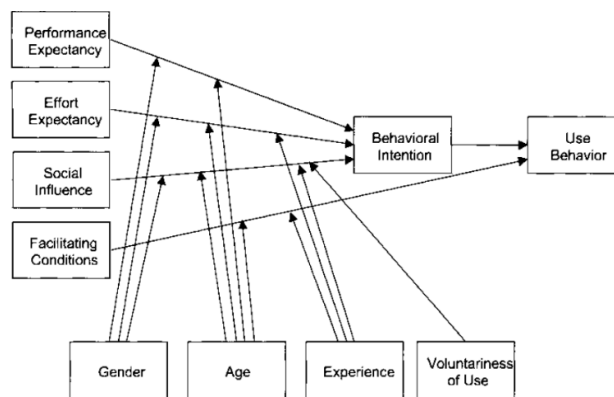 Performance
Expectancy
Effort
Expectancy
Social
Influence
Facilitating
Conditions
Behavioral
Intention
Use
Behavior
Gender
Age
Experience
Voluntariness
of Use